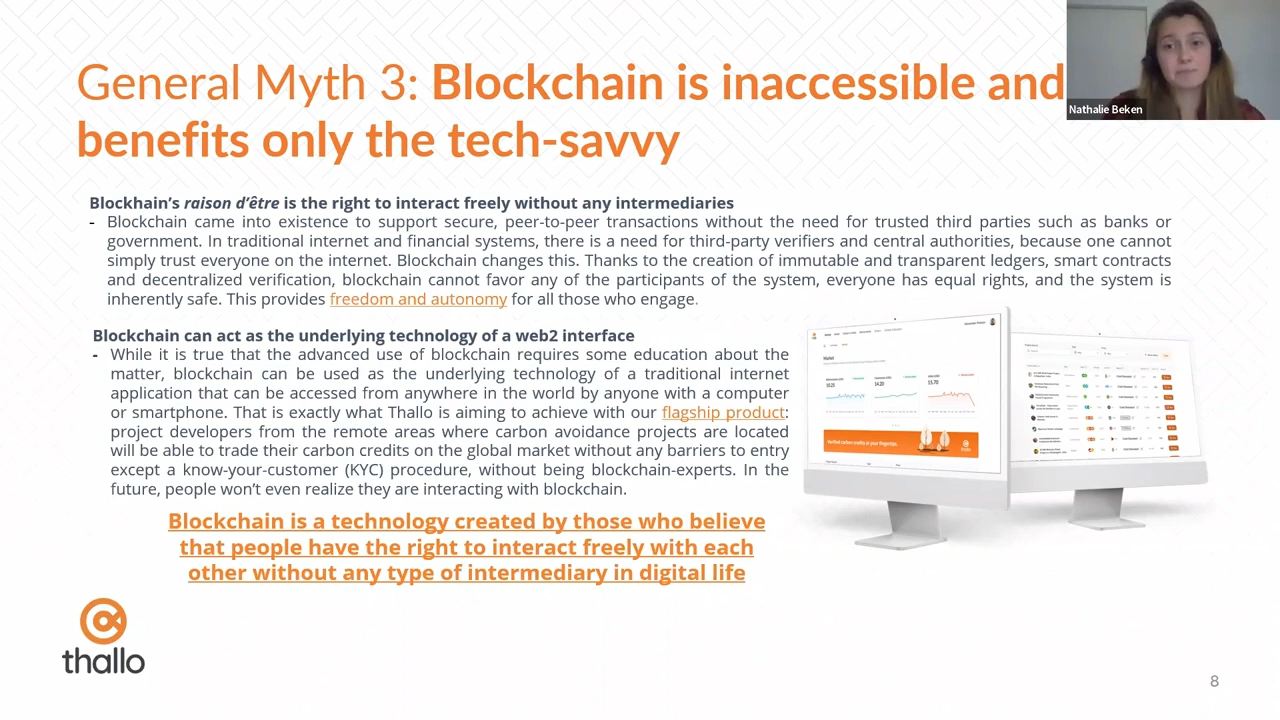 General Myth 3: Blockchain is inaccessible and
benefits only the tech-savvy
Nathalie Beken
Blockhain's raison d'être is the right to interact freely without any intermediaries
- Blockchain came into existence to support secure, peer-to-peer transactions without the need for trusted third parties such as banks or
government. In traditional internet and financial systems, there is a need for third-party verifiers and central authorities, because one cannot
simply trust everyone on the internet. Blockchain changes this. Thanks to the creation of immutable and transparent ledgers, smart contracts
and decentralized verification, blockchain cannot favor any of the participants of the system, everyone has equal rights, and the system is
inherently safe. This provides freedom and autonomy for all those who engage.
Blockchain can act as the underlying technology of a web2 interface
- While it is true that the advanced use of blockchain requires some education about the
matter, blockchain can be used as the underlying technology of a traditional internet
application that can be accessed from anywhere in the world by anyone with a computer
or smartphone. That is exactly what Thallo is aiming to achieve with our flagship product:
project developers from the remote areas where carbon avoidance projects are located
will be able to trade their carbon credits on the global market without any barriers to entry
except a know-your-customer (KYC) procedure, without being blockchain-experts. In the
future, people won't even realize they are interacting with blockchain.
Blockchain is a technology created by those who believe
that people have the right to interact freely with each
other without any type of intermediary in digital life
10.25
14.20
15.70
Verified carbon credits at your fingertips.
thallo
8